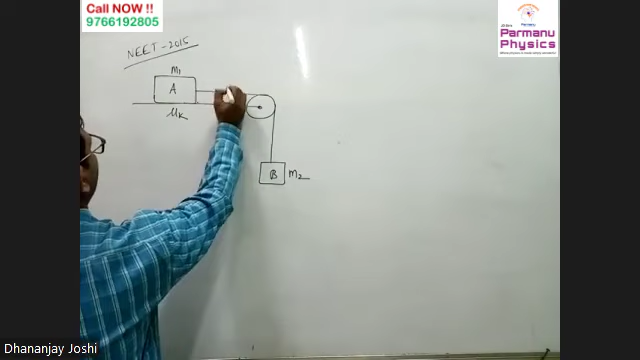 Call NOW !!
9766192805
Parmanu
Physics
NEET - 2015
m1
A
μk
B
m2
Dhananjay Joshi